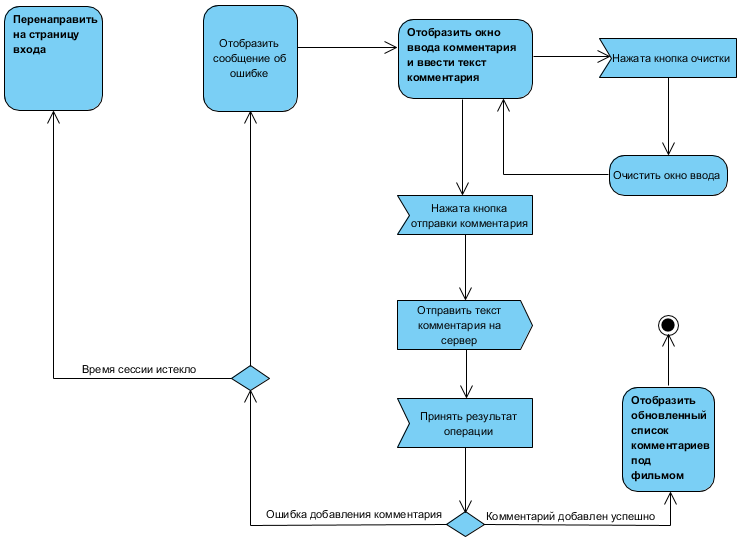 Перенаправить
на страницу
входа
Отобразить
сообщение об
ошибке
Отобразить окно
ввода комментария
и ввести текст
комментария
Нажата кнопка очистки
Очистить окно ввода
Нажата кнопка
отправки комментария
Отправить текст
комментария на
сервер
Время сессии истекло
Принять результат
операции
Отобразить
обновленный
список
комментариев
под
фильмом
Ошибка добавления комментария
Комментарий добавлен успешно